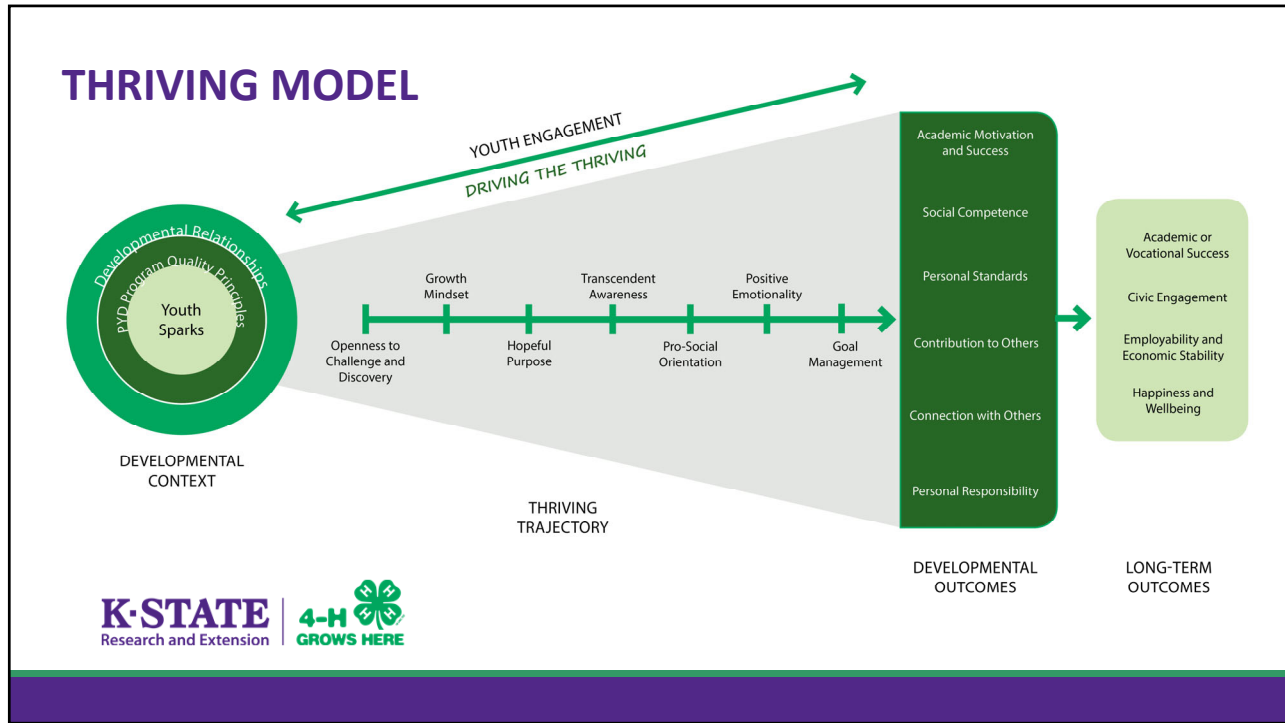 THRIVING MODEL
YOUTH ENGAGEMENT
DRIVING THE THRIVING
Developmental Relationships
PYD Program Quality Principles
Youth
Sparks
DEVELOPMENTAL
CONTEXT
Growth
Mindset
Transcendent
Awareness
Positive
Emotionality
Openness to
Challenge and
Discovery
Hopeful
Purpose
Pro-Social
Orientation
Goal
Management
THRIVING
TRAJECTORY
Academic Motivation
and Success
Social Competence
Personal Standards
Contribution to Others
Connection with Others
Personal Responsibility
DEVELOPMENTAL
OUTCOMES
Academic or
Vocational Success
Civic Engagement
Employability and
Economic Stability
Happiness and
Wellbeing
LONG-TERM
OUTCOMES
K-STATE
Research and Extension
4-H
H H H H
GROWS HERE